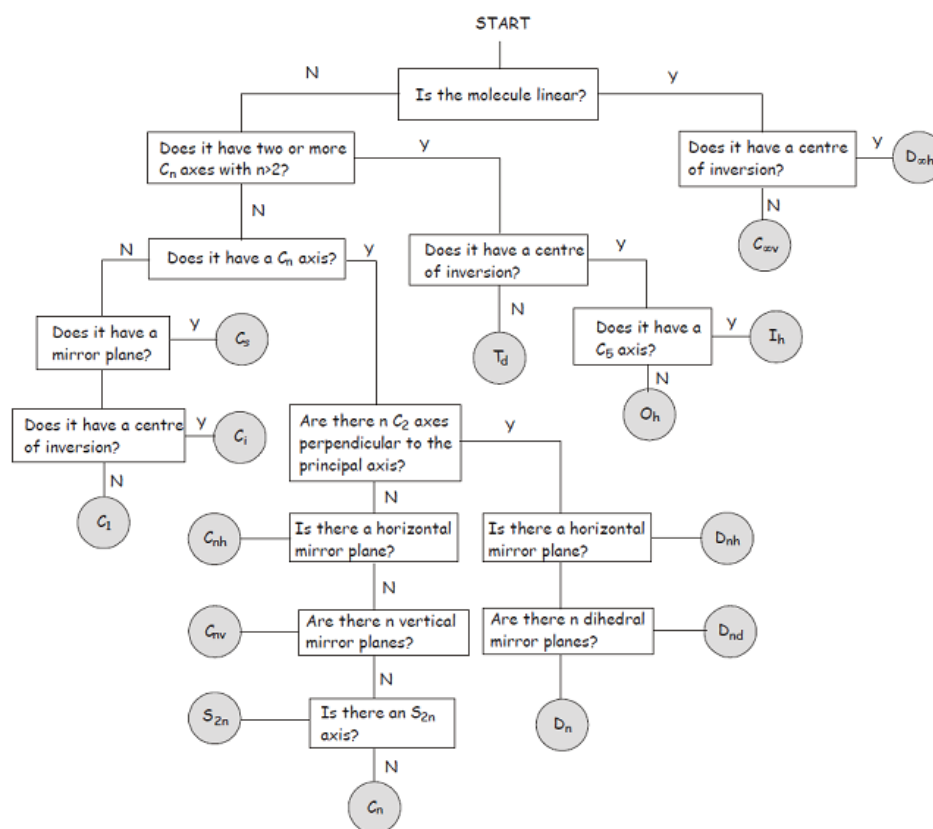 START
N
Y
Is the molecule linear?
Does it have two or more
Cₙ axes with n>2?
Y
Does it have a centre
of inversion?
Y
D∞h
N
N
C∞v
N
Does it have a Cₙ axis?
Y
Does it have a centre
of inversion?
Y
Does it have a
mirror plane?
Y
Cs
N
Td
Does it have a
C₅ axis?
Y
Ih
N
Oh
Does it have a centre
of inversion?
Y
Ci
Are there n C₂ axes
perpendicular to the
principal axis?
Y
N
C1
N
Cnh
Is there a horizontal
mirror plane?
Is there a horizontal
mirror plane?
Dnh
N
Cnv
Are there n vertical
mirror planes?
Are there n dihedral
mirror planes?
Dnd
N
S2n
Is there an S2n
axis?
Dn
N
Cn